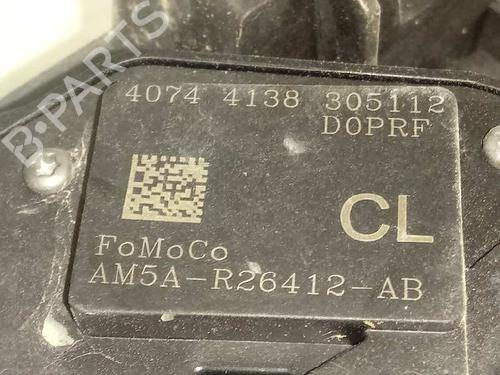 4074 4138 305112
D0PRF
CL
FoMoCo
AM5A-R26412-AB
B-PARTS